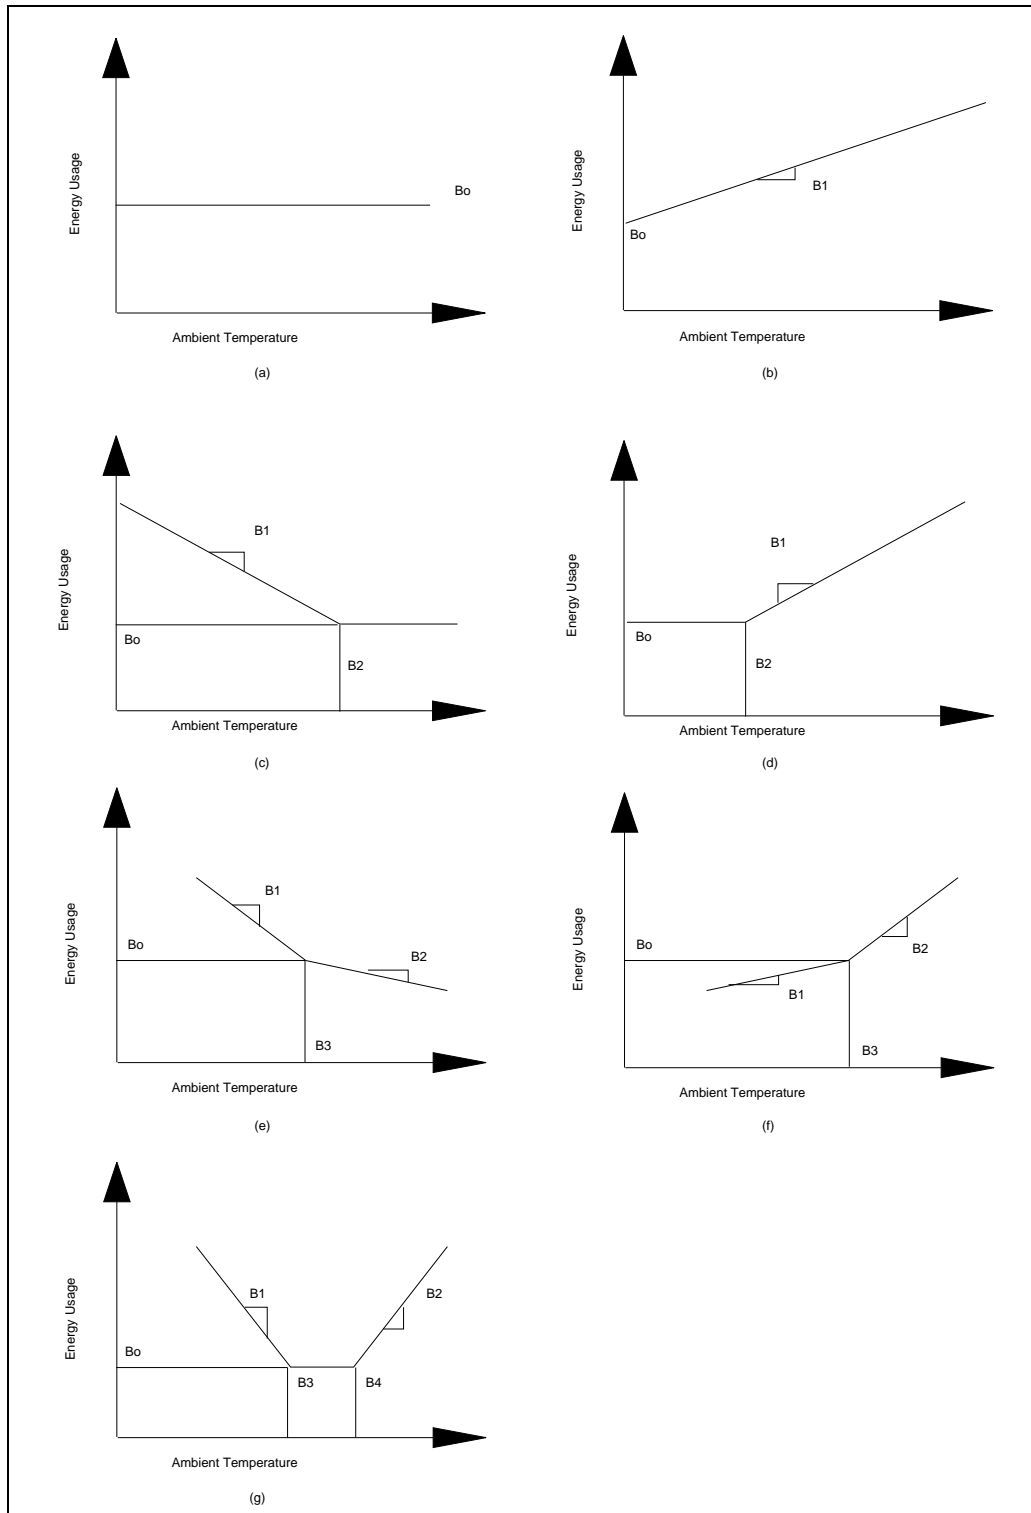 Energy Usage
Bo
Ambient Temperature
(a)
Energy Usage
B1
Bo
Ambient Temperature
(b)
Energy Usage
B1
Bo
B2
Ambient Temperature
(c)
Energy Usage
B1
Bo
B2
Ambient Temperature
(d)
Energy Usage
B1
Bo
B2
B3
Ambient Temperature
(e)
Energy Usage
Bo
B2
B1
B3
Ambient Temperature
(f)
Energy Usage
B1
B2
Bo
B3
B4
Ambient Temperature
(g)